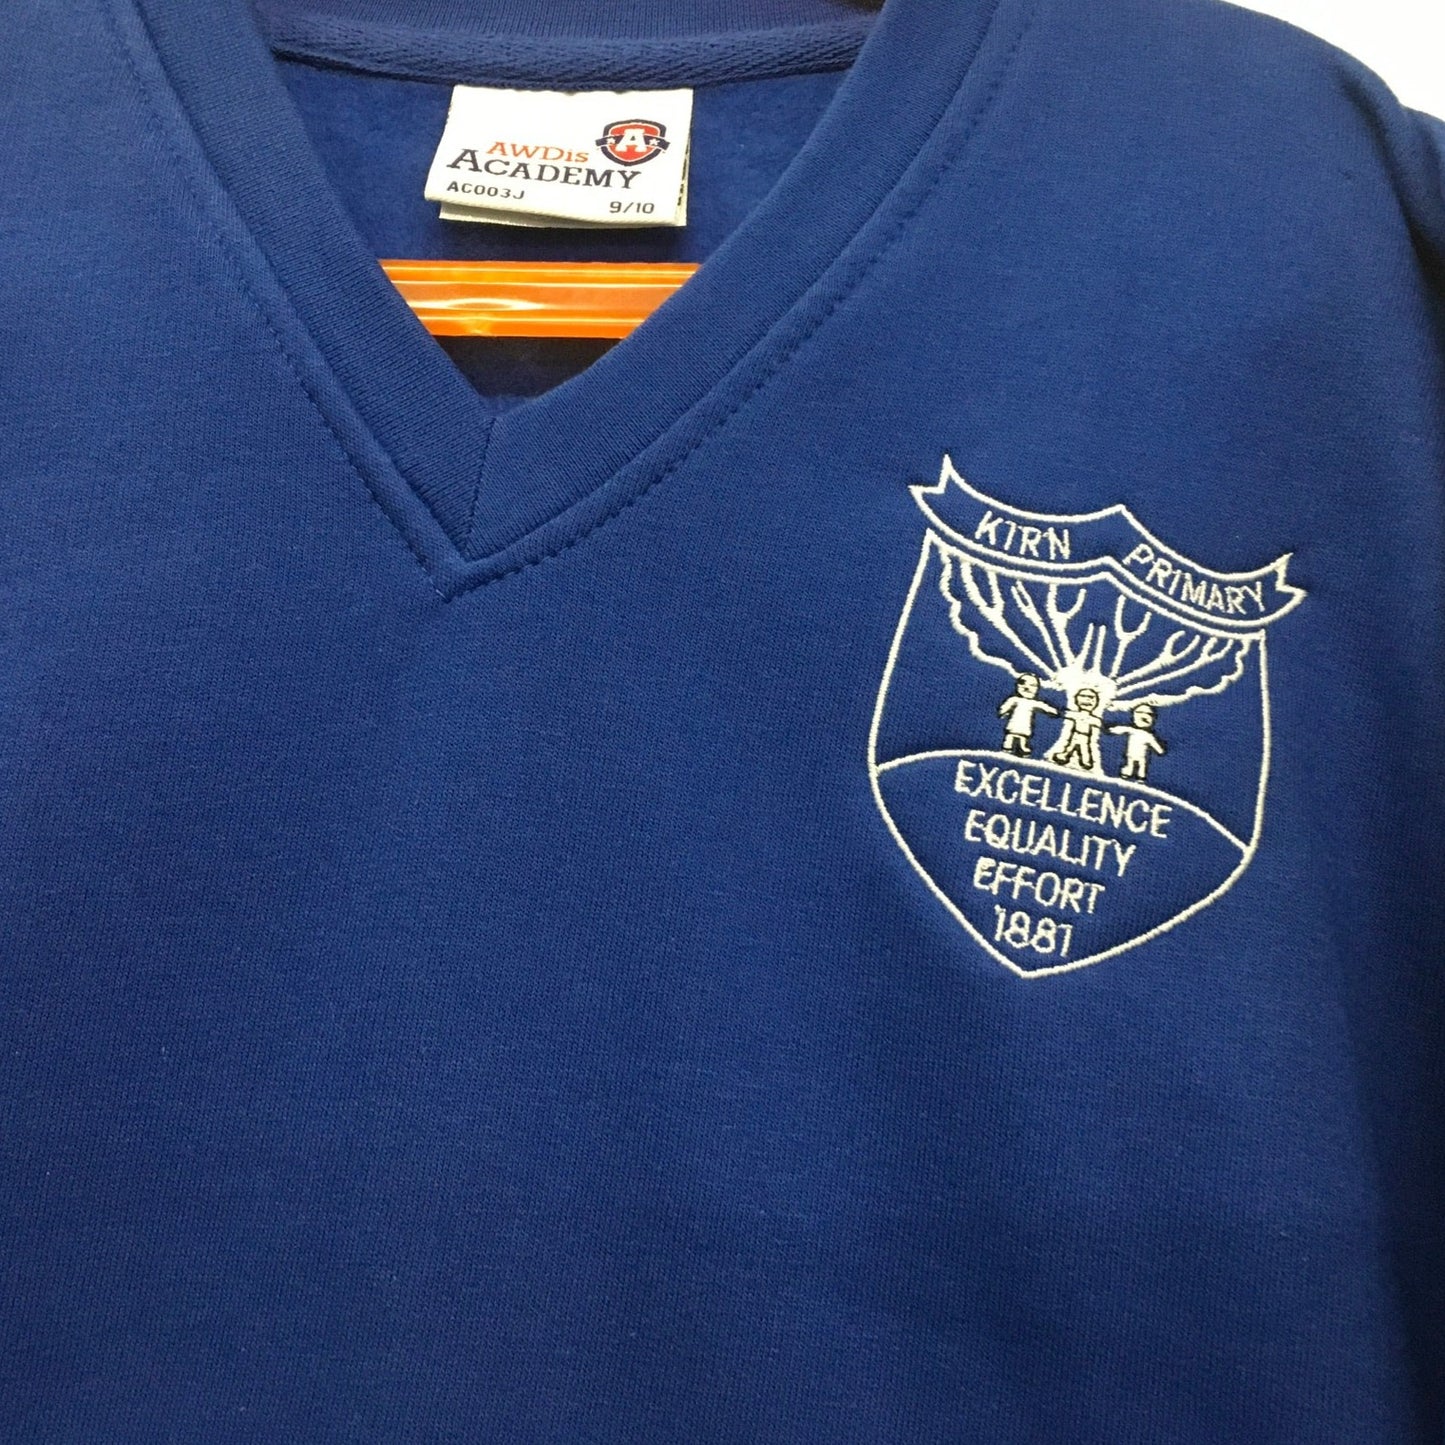 AWDis
ACADEMY
A
AC003J 9/10
KIRN PRIMARY
EXCELLENCE
EQUALITY
EFFORT
1881